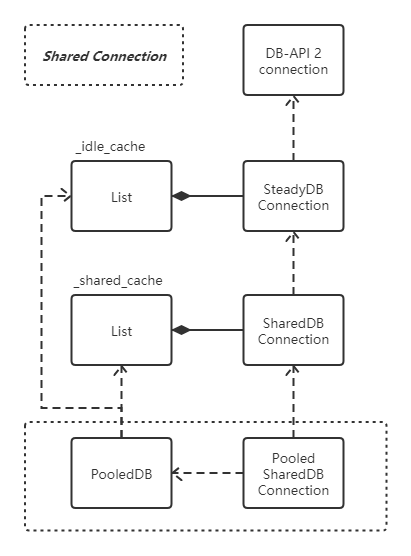 Shared Connection
DB-API 2
connection
_idle_cache
List
SteadyDB
Connection
_shared_cache
List
SharedDB
Connection
PooledDB
Pooled
SharedDB
Connection